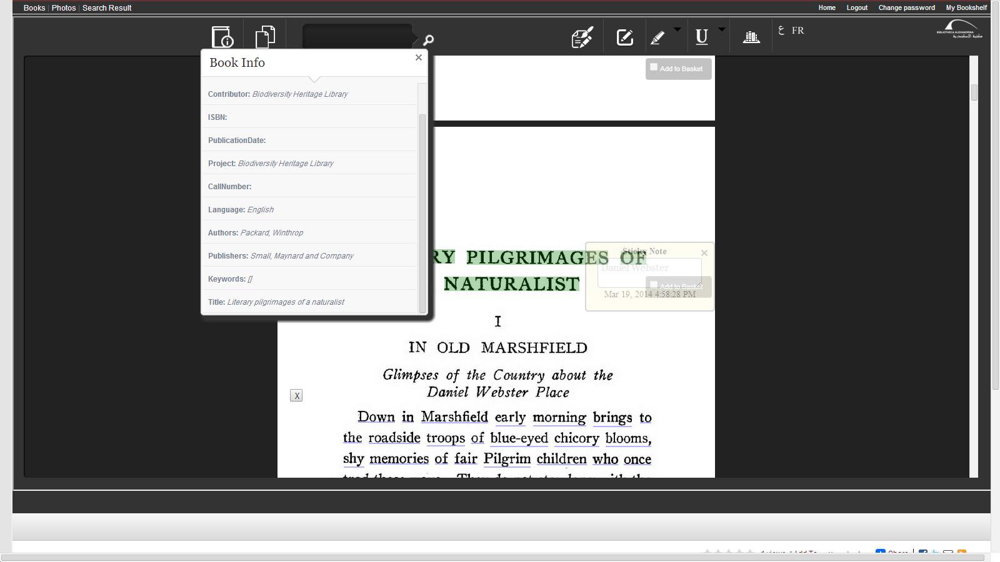 Books | Photos | Search Result
Home Logout Change password My Bookshelf
U ع FR
BIBLIOTHECA ALEXANDRINA
مكتبة الإسكندرية
Book Info
Contributor: Biodiversity Heritage Library
ISBN:
PublicationDate:
Project: Biodiversity Heritage Library
CallNumber:
Language: English
Authors: Packard, Winthrop
Publishers: Small, Maynard and Company
Keywords: []
Title: Literary pilgrimages of a naturalist
Add to Basket
RY PILGRIMAGES OF
NATURALIST
Sticky Note
Daniel Webster
Add to Basket
Mar 19, 2014 4:58:28 PM
I
IN OLD MARSHFIELD
Glimpses of the Country about the
Daniel Webster Place
X
Down in Marshfield early morning brings to
the roadside troops of blue-eyed chicory blooms,
shy memories of fair Pilgrim children who once